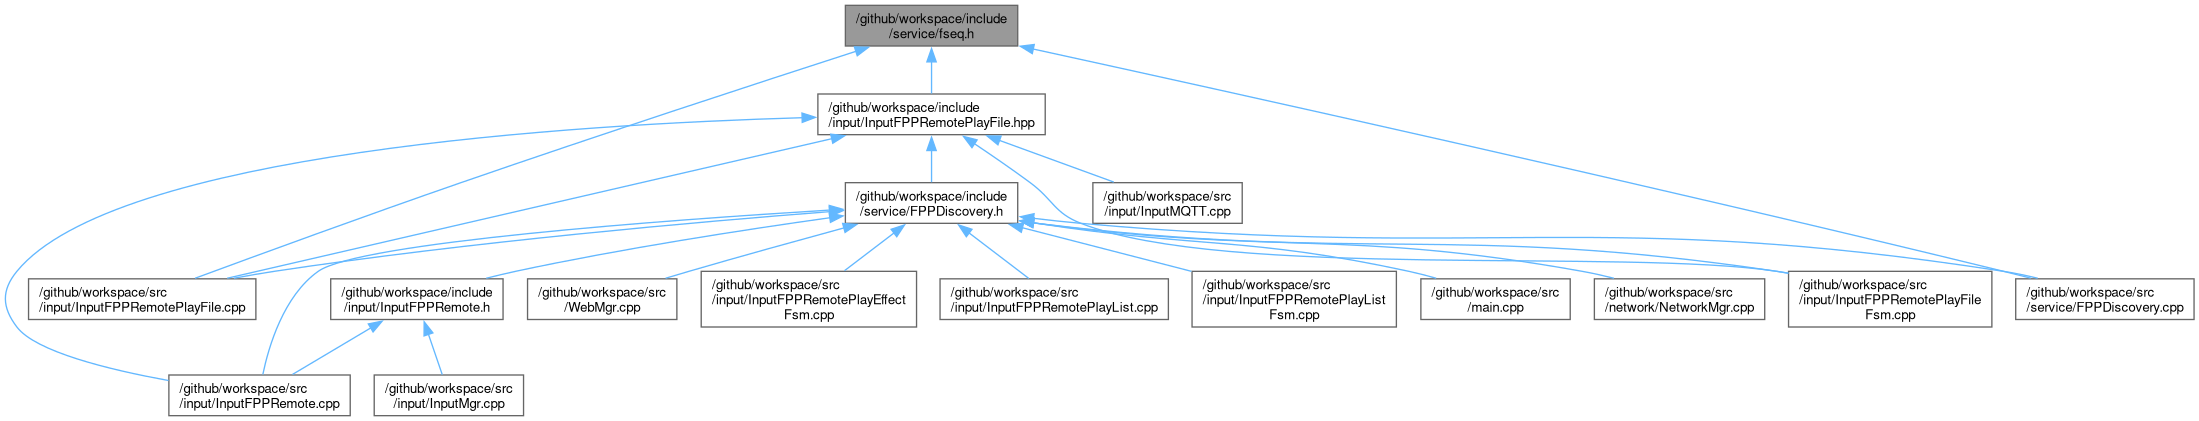 /github/workspace/include
/service/fseq.h
/github/workspace/include
/input/InputFPPRemotePlayFile.hpp
/github/workspace/include
/service/FPPDiscovery.h
/github/workspace/src
/input/InputMQTT.cpp
/github/workspace/src
/input/InputFPPRemotePlayFile.cpp
/github/workspace/include
/input/InputFPPRemote.h
/github/workspace/src
/WebMgr.cpp
/github/workspace/src
/input/InputFPPRemotePlayEffect
Fsm.cpp
/github/workspace/src
/input/InputFPPRemotePlayList.cpp
/github/workspace/src
/input/InputFPPRemotePlayList
Fsm.cpp
/github/workspace/src
/main.cpp
/github/workspace/src
/network/NetworkMgr.cpp
/github/workspace/src
/input/InputFPPRemotePlayFile
Fsm.cpp
/github/workspace/src
/service/FPPDiscovery.cpp
/github/workspace/src
/input/InputFPPRemote.cpp
/github/workspace/src
/input/InputMgr.cpp